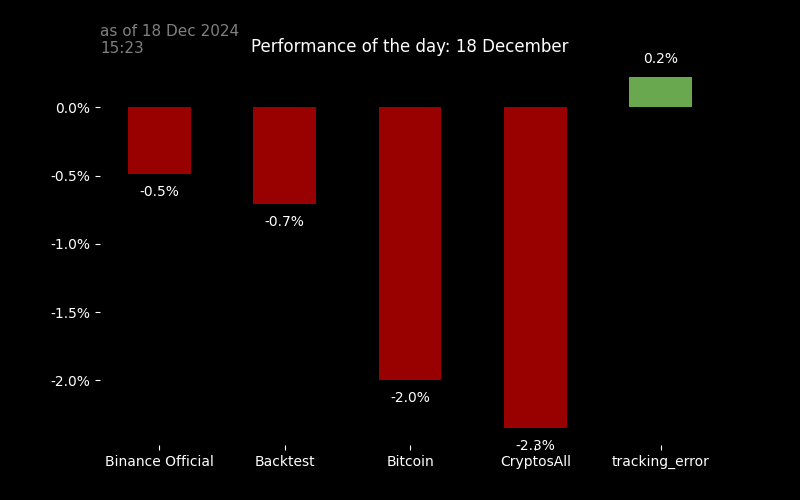 as of 18 Dec 2024
15:23
Performance of the day: 18 December
0.2%
0.0%
-0.5%
-0.5%
-0.7%
-1.0%
-1.5%
-2.0%
-2.0%
-2.3%
Binance Official
Backtest
Bitcoin
CryptosAll
tracking_error